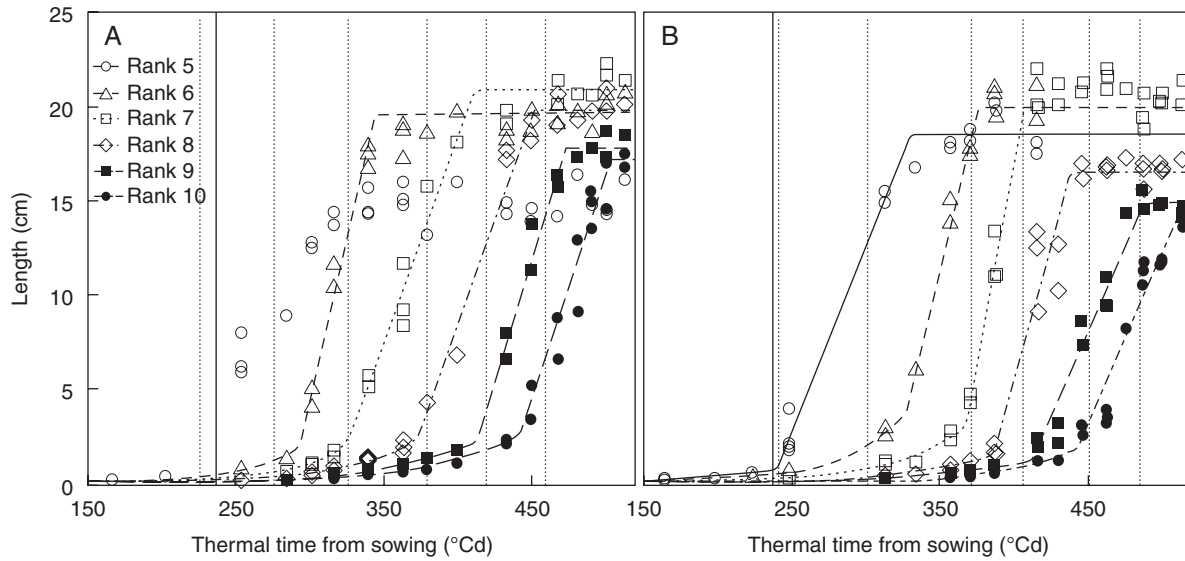 25
20
15
10
5
0
Length (cm)
A
Rank 5
Rank 6
Rank 7
Rank 8
Rank 9
Rank 10
150
250
350
450
Thermal time from sowing (°Cd)
B
150
250
350
450
Thermal time from sowing (°Cd)